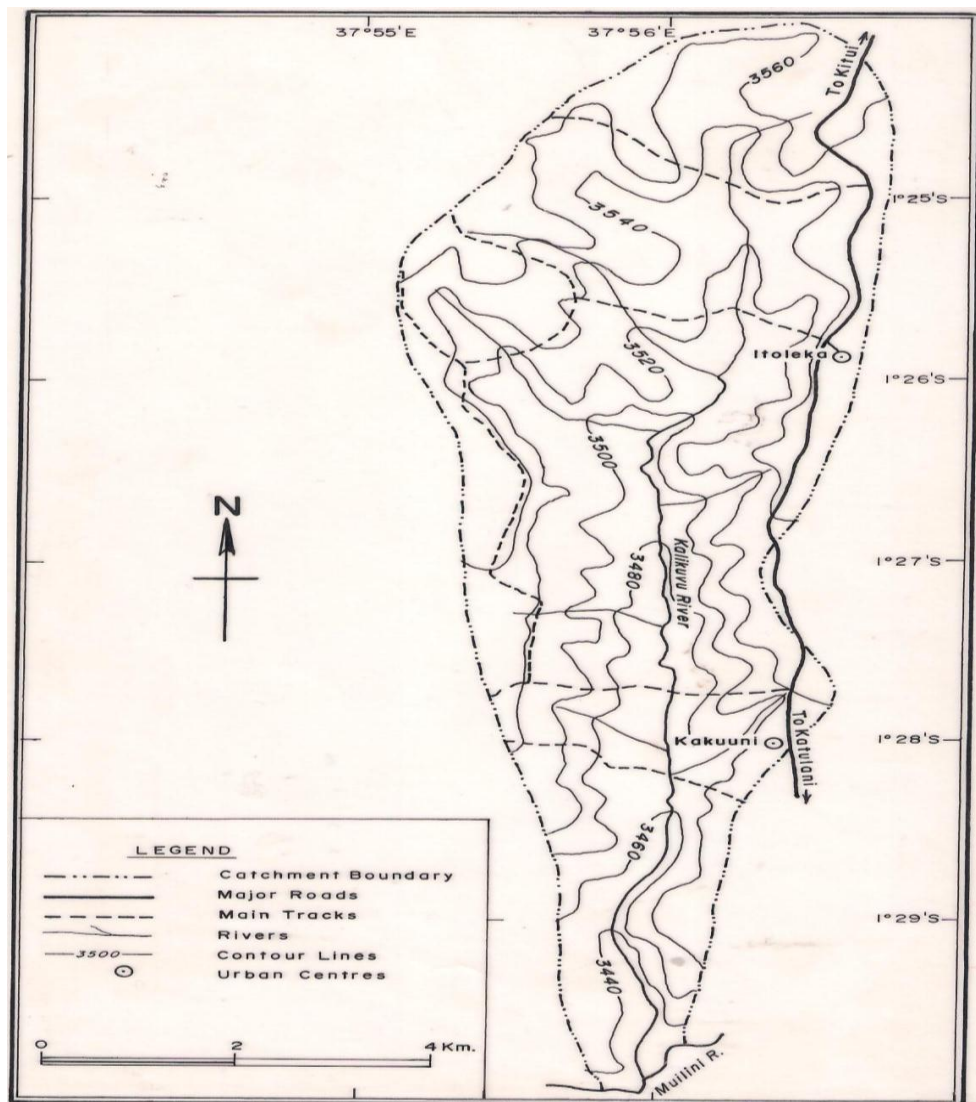 37°55'E
37°56'E
3560
To Kitui
1°25'S
3540
Itoleka
3520
1°26'S
3500
N
1°27'S
3480
Kalikuvu River
Kakuuni
To Katulani
1°28'S
3460
LEGEND
Catchment Boundary
Major Roads
Main Tracks
Rivers
3500 Contour Lines
Urban Centres
1°29'S
3440
0 2 4 Km.
Muilini R.